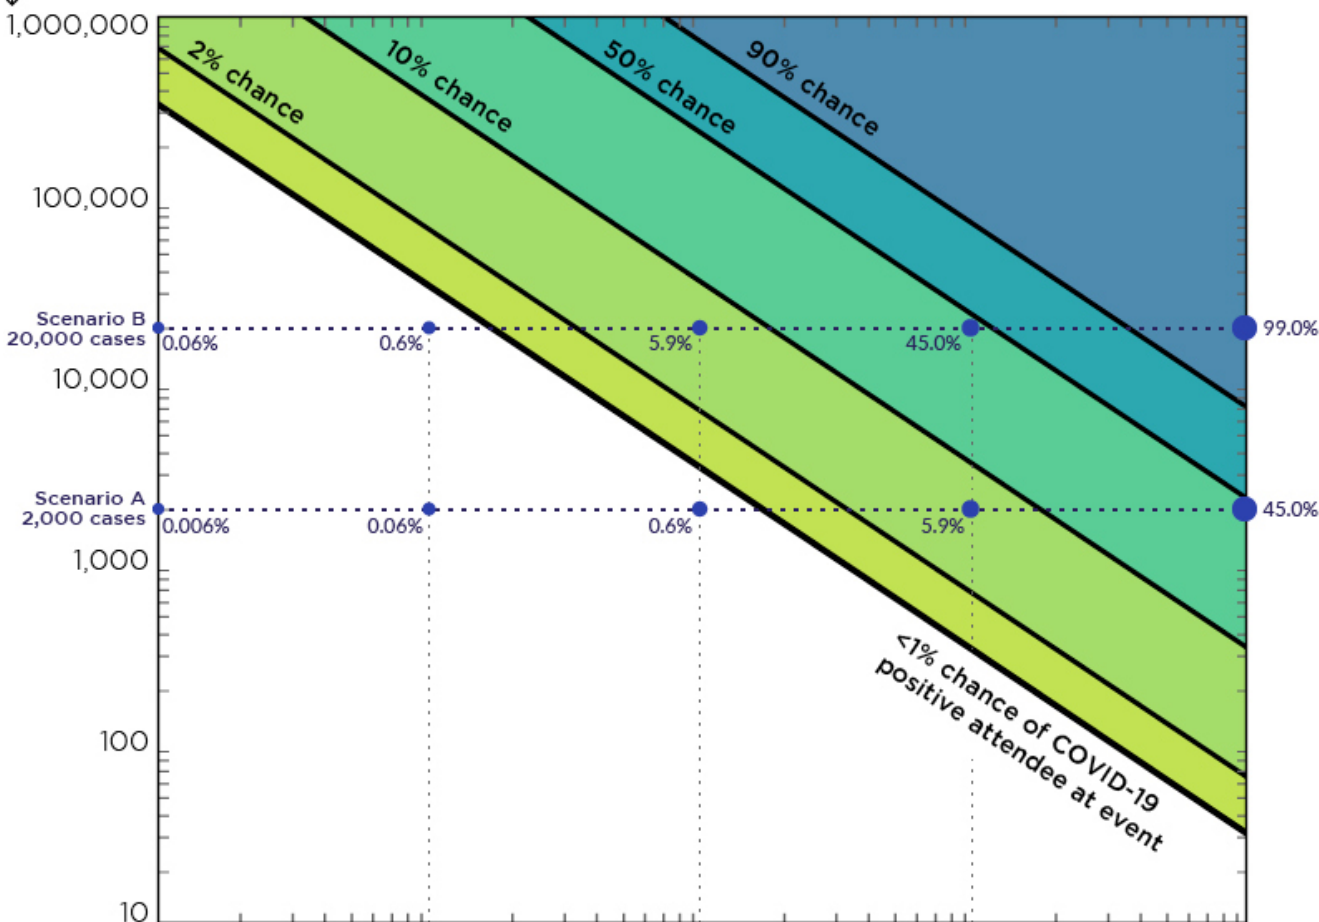 1,000,000
2% chance
10% chance
50% chance
90% chance
100,000
Scenario B
20,000 cases
0.06%
0.6%
5.9%
45.0%
99.0%
10,000
Scenario A
2,000 cases
0.006%
0.06%
0.6%
5.9%
45.0%
1,000
<1% chance of COVID-19
positive attendee at event
100
10